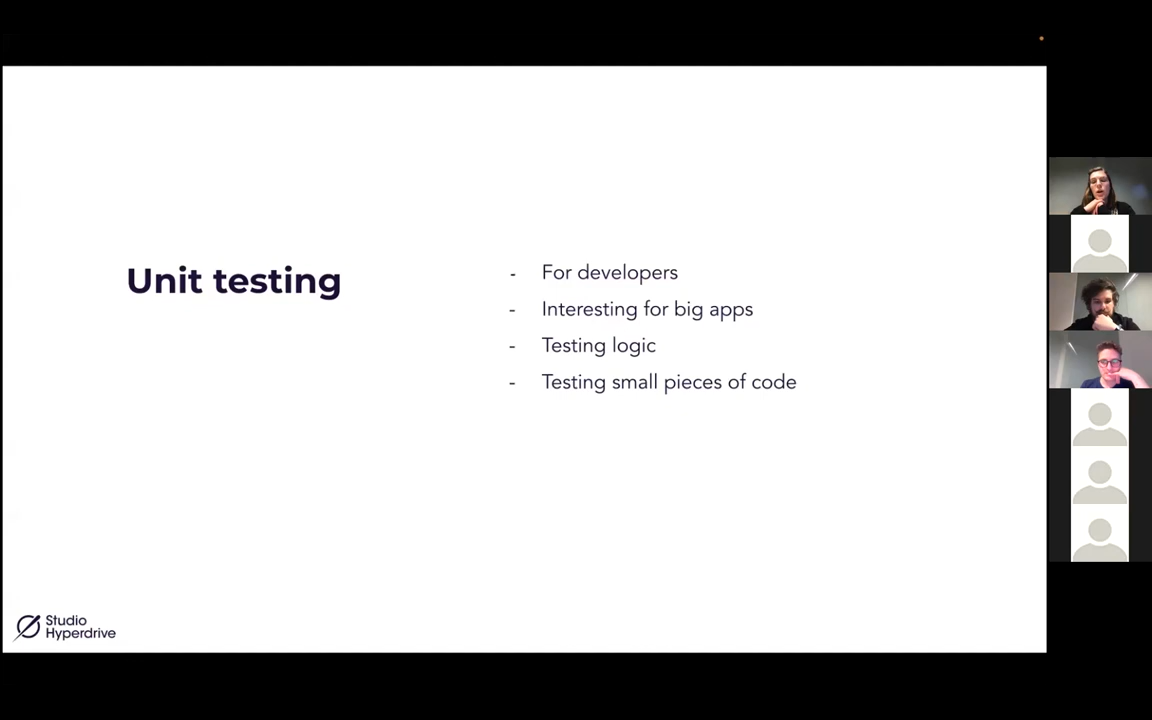 Unit testing
- For developers
- Interesting for big apps
- Testing logic
- Testing small pieces of code
Studio
Hyperdrive